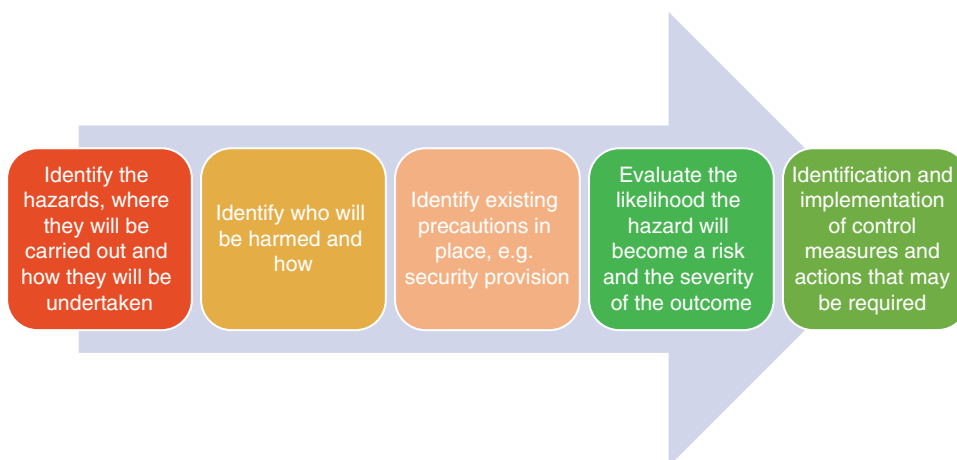 Identify the
hazards, where
they will be
carried out and
how they will be
undertaken
Identify who will
be harmed and
how
Identify existing
precautions in
place, e.g.
security provision
Evaluate the
likelihood the
hazard will
become a risk
and the severity
of the outcome
Identification and
implementation
of control
measures and
actions that may
be required